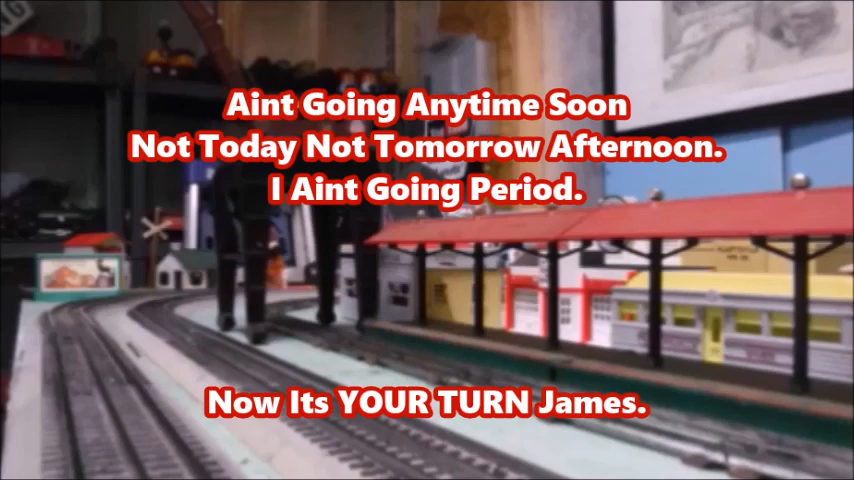 Aint Going Anytime Soon
Not Today Not Tomorrow Afternoon.
I Aint Going Period.
Now Its YOUR TURN James.